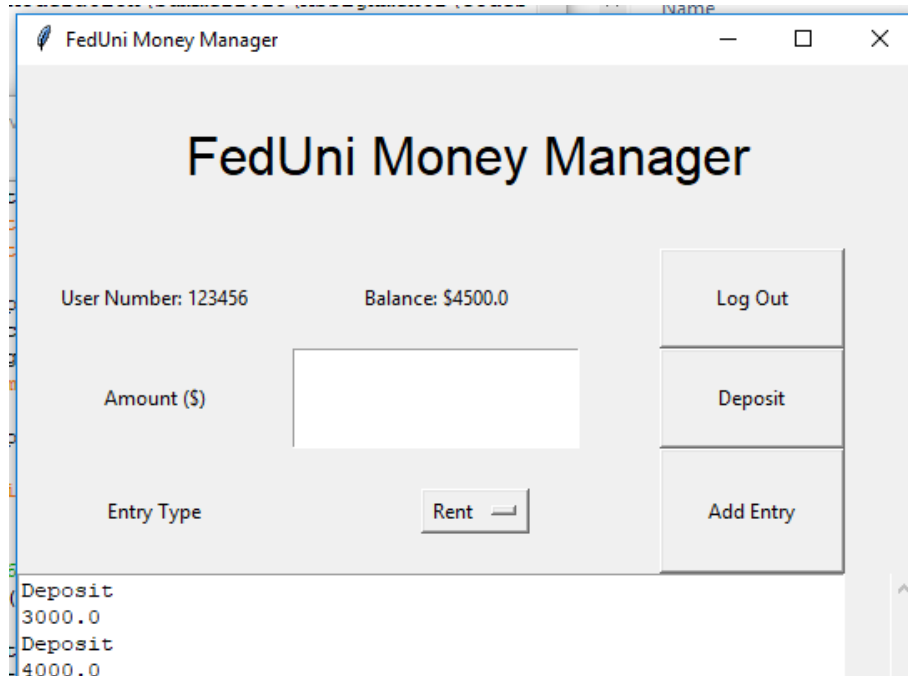 Name
FedUni Money Manager
FedUni Money Manager
User Number: 123456
Balance: $4500.0
Log Out
Amount ($)
Deposit
Entry Type
Rent
Add Entry
Deposit
3000.0
Deposit
4000.0